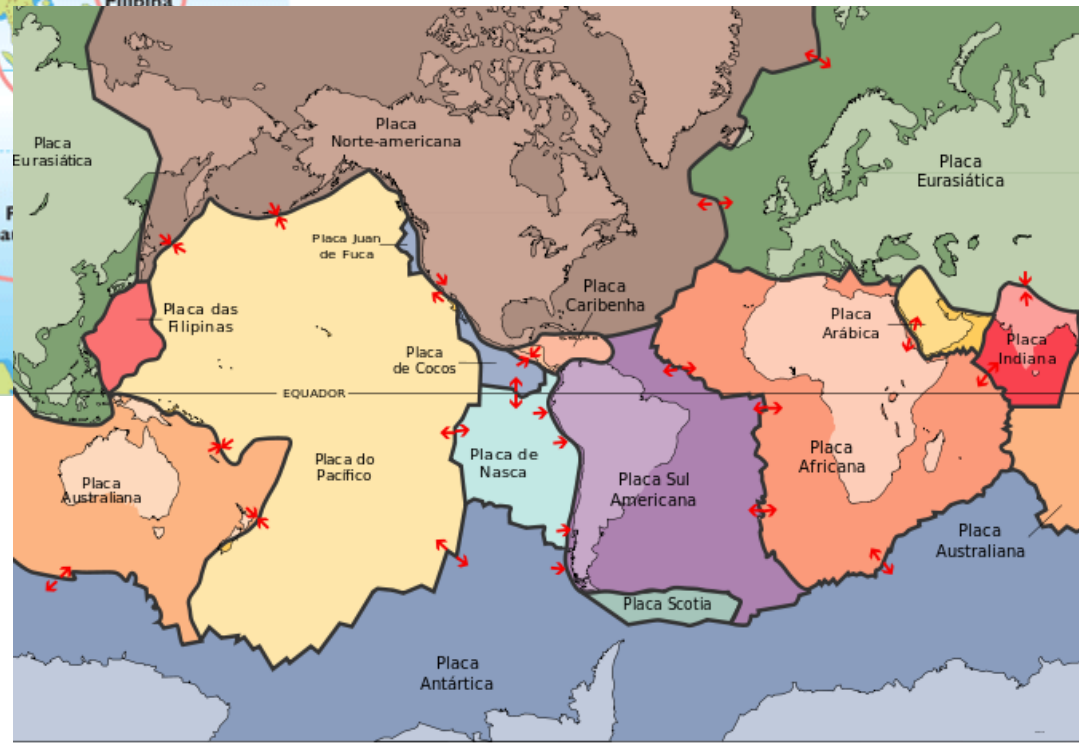 Filipina
Placa
Norte-americana
Placa
Eurasiática
Placa
Eurasiática
Placa Juan
de Fuca
Placa
Caribenha
Placa das
Filipinas
Placa
Arábica
Placa
Indiana
Placa
de Cocos
EQUADOR
Placa do
Pacífico
Placa de
Nasca
Placa Sul
Americana
Placa
Africana
Placa
Australiana
Placa
Australiana
Placa Scotia
Placa
Antártica